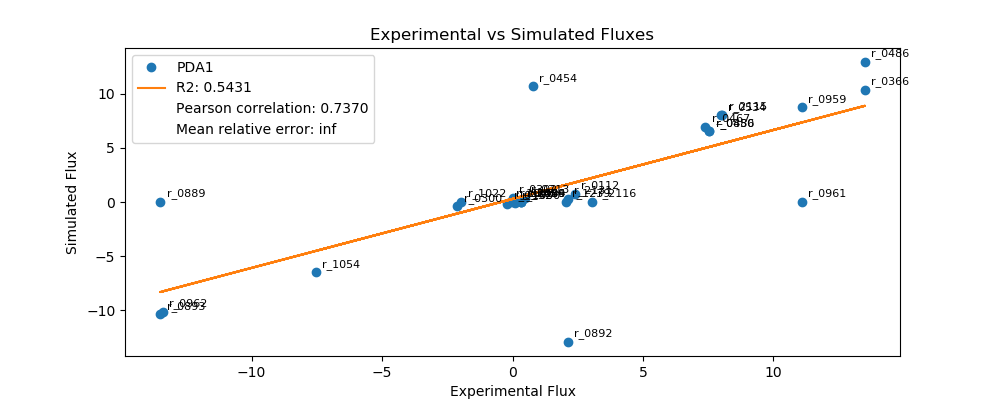 Experimental vs Simulated Fluxes
PDA1
R2: 0.5431
Pearson correlation: 0.7370
Mean relative error: inf
r_0486
r_0454
r_0366
r_0959
r_0467
r_0112
r_0889
r_1022
r_0300
r_2116
r_0961
r_1054
r_0962
r_0893
r_0892
10
5
0
−5
−10
Simulated Flux
−10
−5
0
5
10
Experimental Flux